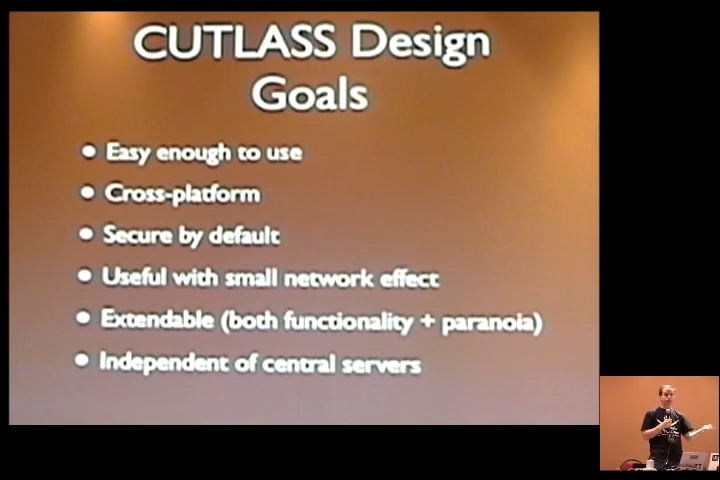 CUTLASS Design
Goals
• Easy enough to use
• Cross-platform
• Secure by default
• Useful with small network effect
• Extendable (both functionality + paranoia)
• Independent of central servers